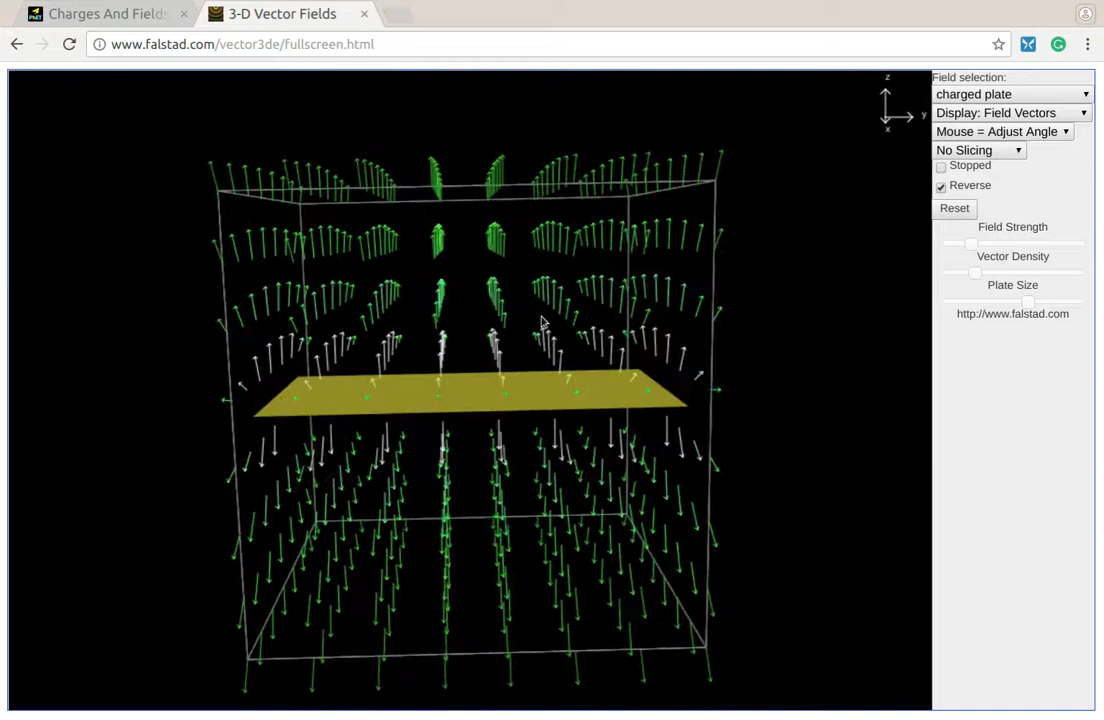 PhET Charges And Fields ×
3-D Vector Fields ×
www.falstad.com/vector3de/fullscreen.html
z
y
x
Field selection:
charged plate
Display: Field Vectors
Mouse = Adjust Angle
No Slicing
Stopped
Reverse
Reset
Field Strength
Vector Density
Plate Size
http://www.falstad.com